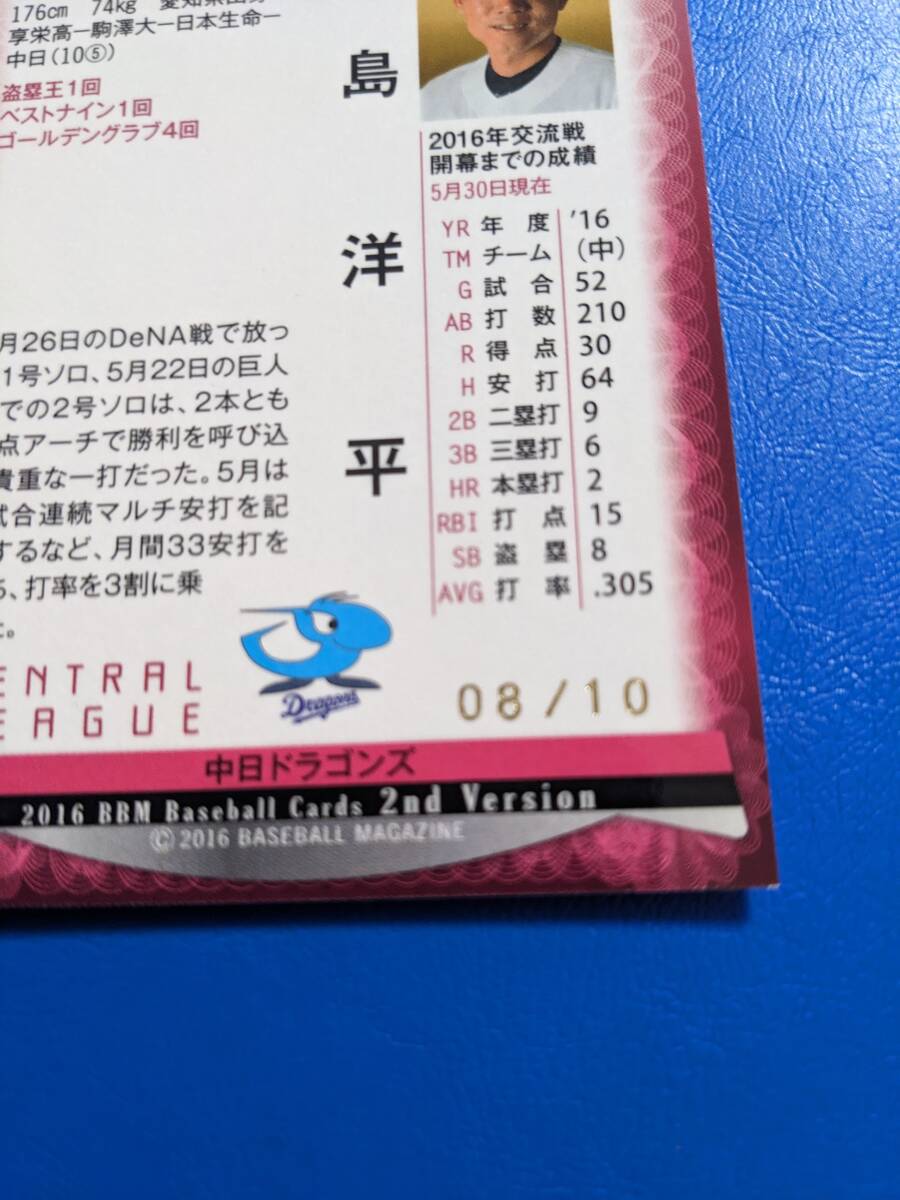 176cm 74kg 愛知県出身
享栄高ー駒澤大ー日本生命ー
中日(10⑤)
盗塁王1回
ベストナイン1回
ゴールデングラブ4回
島洋平
2016年交流戦
開幕までの成績
5月30日現在
YR 年度 '16
TM チーム (中)
G 試合 52
AB 打数 210
R 得点 30
H 安打 64
2B 二塁打 9
3B 三塁打 6
HR 本塁打 2
RBI 打点 15
SB 盗塁 8
AVG 打率 .305
月26日のDeNA戦で放っ
1号ソロ、5月22日の巨人
での2号ソロは、2本とも
点アーチで勝利を呼び込
貴重な一打だった。5月は
試合連続マルチ安打を記
するなど、月間33安打を
、打率を3割に乗
。
ENTRAL
EAGUE
Dragons
08/10
中日ドラゴンズ
2016 BBM Baseball Cards 2nd Version
© 2016 BASEBALL MAGAZINE